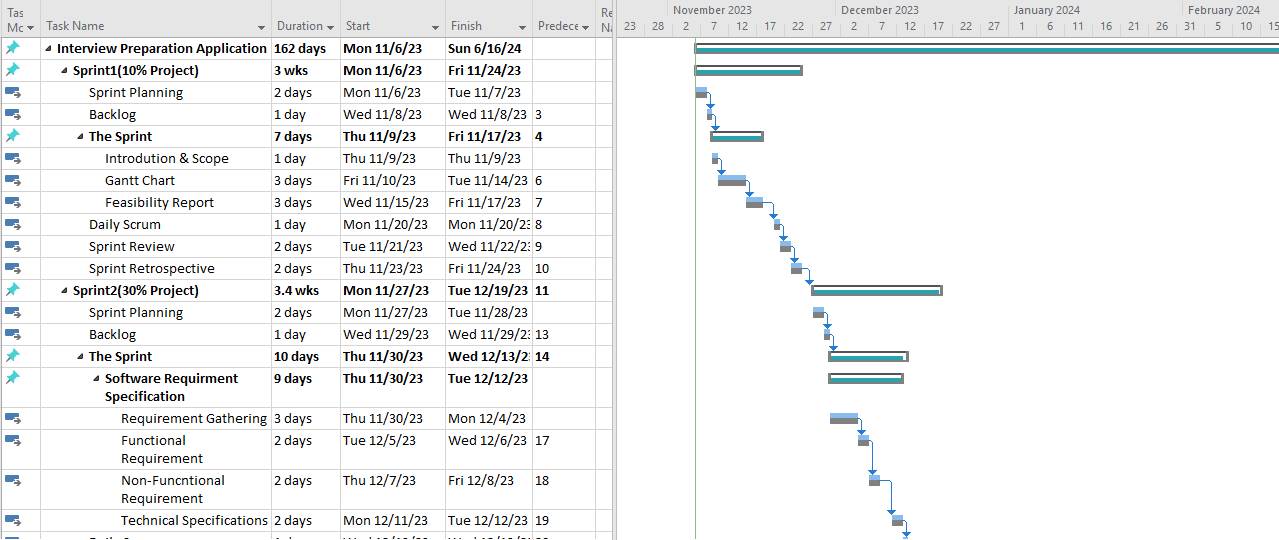 Tas Task Name Duration Start Finish Predece Re
Mc Na
November 2023 December 2023 January 2024 February 2024
23 28 2 7 12 17 22 27 2 7 12 17 22 27 1 6 11 16 21 26 31 5 10 15
Interview Preparation Application 162 days Mon 11/6/23 Sun 6/16/24
Sprint1(10% Project) 3 wks Mon 11/6/23 Fri 11/24/23
Sprint Planning 2 days Mon 11/6/23 Tue 11/7/23
Backlog 1 day Wed 11/8/23 Wed 11/8/23 3
The Sprint 7 days Thu 11/9/23 Fri 11/17/23 4
Introdution & Scope 1 day Thu 11/9/23 Thu 11/9/23
Gantt Chart 3 days Fri 11/10/23 Tue 11/14/23 6
Feasibility Report 3 days Wed 11/15/23 Fri 11/17/23 7
Daily Scrum 1 day Mon 11/20/23 Mon 11/20/23 8
Sprint Review 2 days Tue 11/21/23 Wed 11/22/23 9
Sprint Retrospective 2 days Thu 11/23/23 Fri 11/24/23 10
Sprint2(30% Project) 3.4 wks Mon 11/27/23 Tue 12/19/23 11
Sprint Planning 2 days Mon 11/27/23 Tue 11/28/23
Backlog 1 day Wed 11/29/23 Wed 11/29/23 13
The Sprint 10 days Thu 11/30/23 Wed 12/13/23 14
Software Requirment 9 days Thu 11/30/23 Tue 12/12/23
Specification
Requirement Gathering 3 days Thu 11/30/23 Mon 12/4/23
Functional 2 days Tue 12/5/23 Wed 12/6/23 17
Requirement
Non-Funcntional 2 days Thu 12/7/23 Fri 12/8/23 18
Requirement
Technical Specifications 2 days Mon 12/11/23 Tue 12/12/23 19